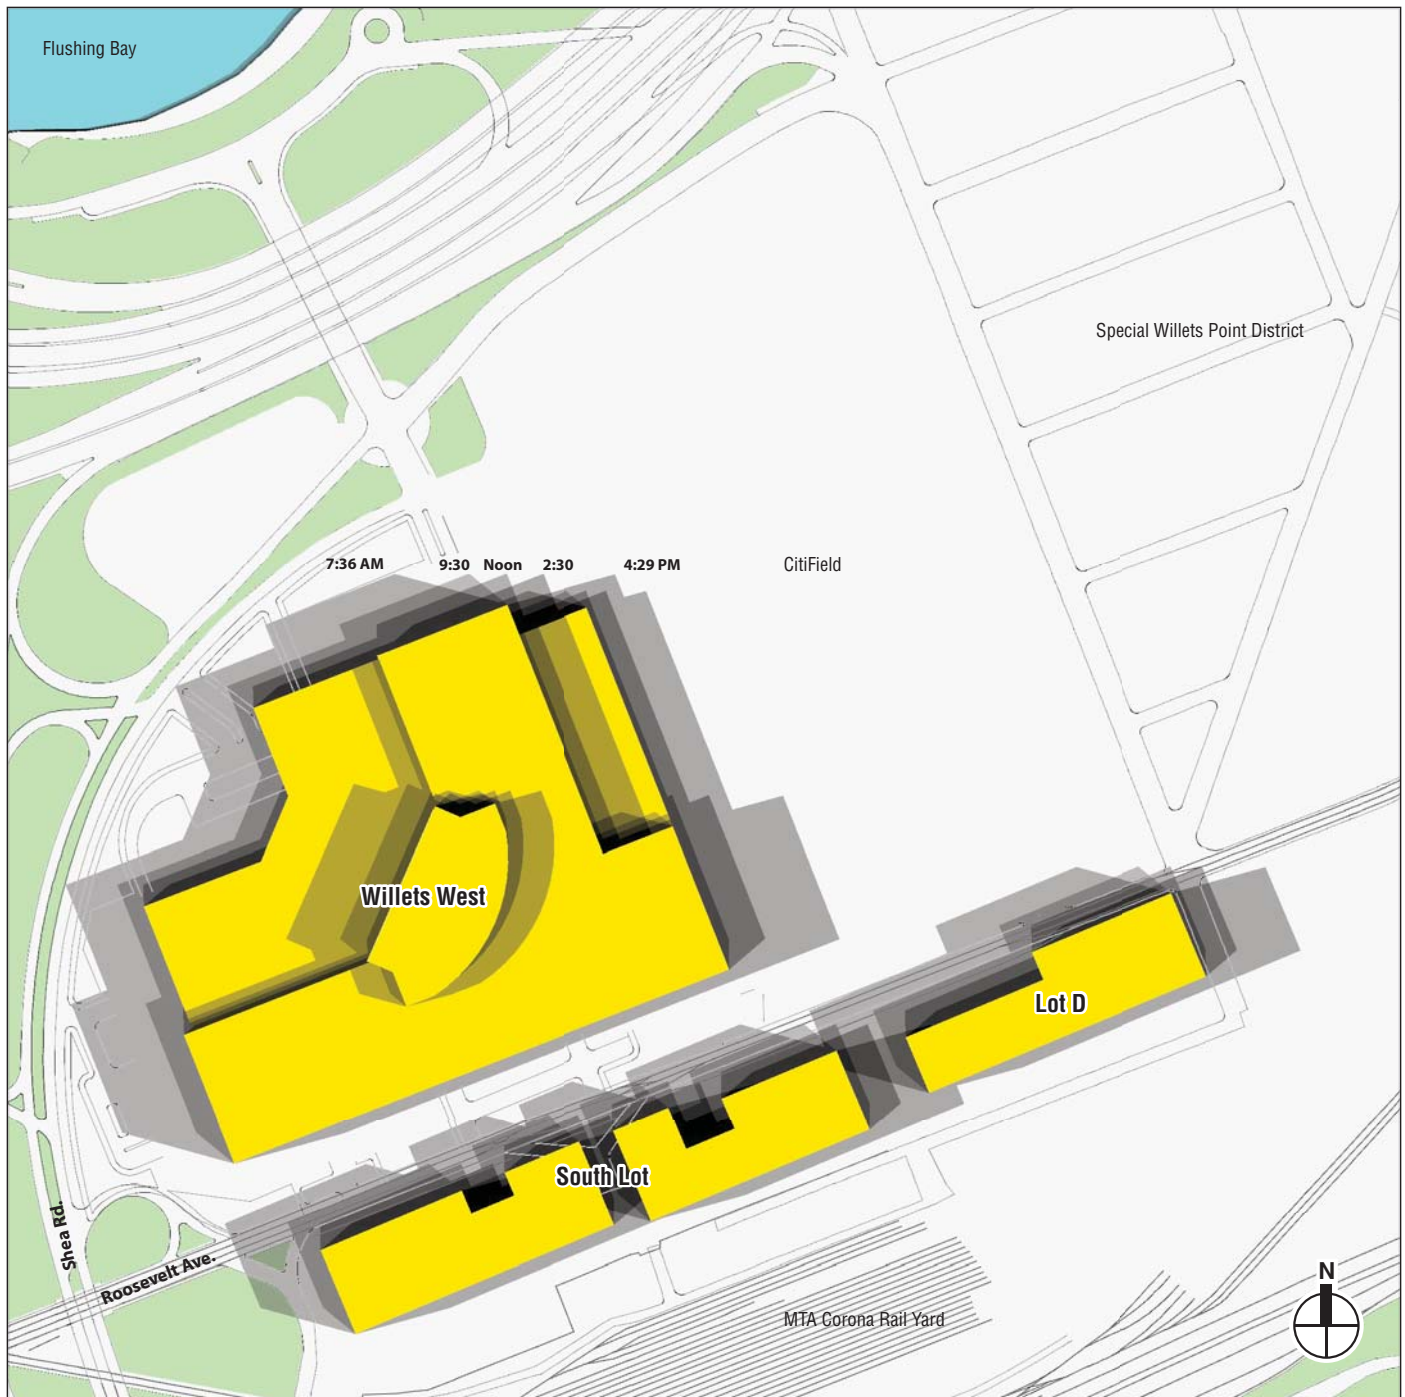 Flushing Bay
Special Willets Point District
7:36 AM 9:30 Noon 2:30 4:29 PM
CitiField
Willets West
Lot D
South Lot
Shea Rd.
Roosevelt Ave.
MTA Corona Rail Yard
N